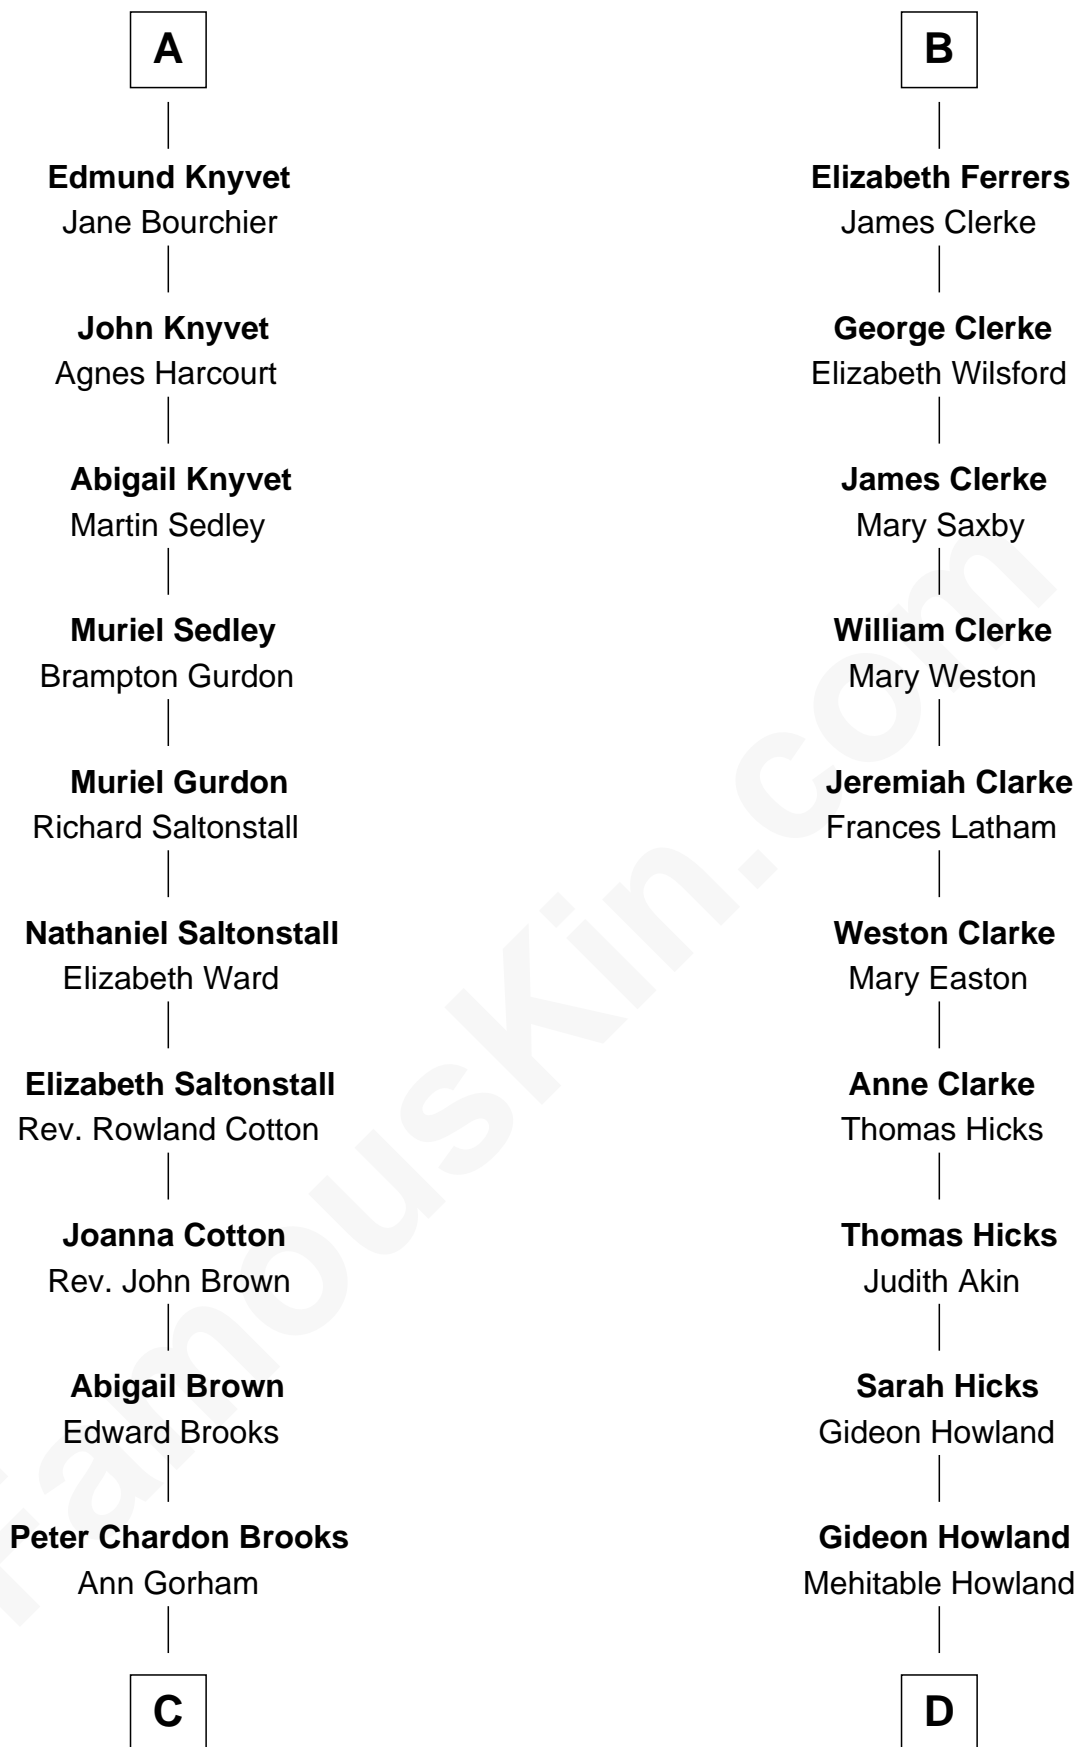 A
Edmund Knyvet
Jane Bourchier
John Knyvet
Agnes Harcourt
Abigail Knyvet
Martin Sedley
Muriel Sedley
Brampton Gurdon
Muriel Gurdon
Richard Saltonstall
Nathaniel Saltonstall
Elizabeth Ward
Elizabeth Saltonstall
Rev. Rowland Cotton
Joanna Cotton
Rev. John Brown
Abigail Brown
Edward Brooks
Peter Chardon Brooks
Ann Gorham
C
B
Elizabeth Ferrers
James Clerke
George Clerke
Elizabeth Wilsford
James Clerke
Mary Saxby
William Clerke
Mary Weston
Jeremiah Clarke
Frances Latham
Weston Clarke
Mary Easton
Anne Clarke
Thomas Hicks
Thomas Hicks
Judith Akin
Sarah Hicks
Gideon Howland
Gideon Howland
Mehitable Howland
D
FamousKin.com